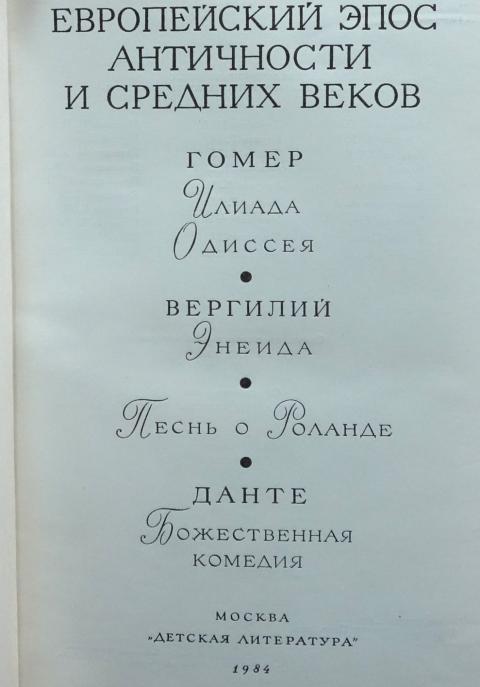 ЕВРОПЕЙСКИЙ ЭПОС
АНТИЧНОСТИ
И СРЕДНИХ ВЕКОВ
ГОМЕР
Илиада
Одиссея
ВЕРГИЛИЙ
Энеида
Песнь о Роланде
ДАНТЕ
Божественная
комедия
МОСКВА
„ДЕТСКАЯ ЛИТЕРАТУРА"
1984